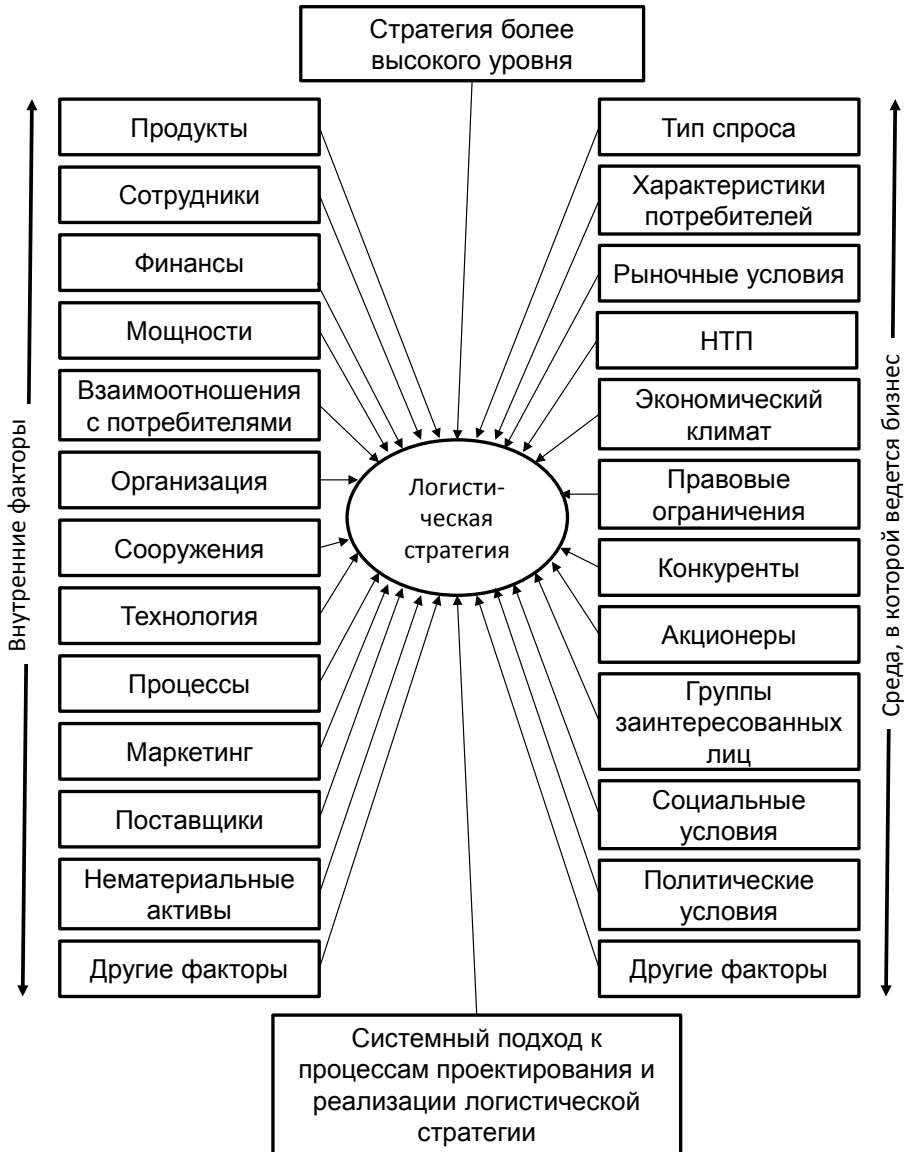 Стратегия более
высокого уровня
Внутренние факторы
Продукты
Сотрудники
Финансы
Мощности
Взаимоотношения
с потребителями
Организация
Сооружения
Технология
Процессы
Маркетинг
Поставщики
Нематериальные
активы
Другие факторы
Логисти-
ческая
стратегия
Тип спроса
Характеристики
потребителей
Рыночные условия
НТП
Экономический
климат
Правовые
ограничения
Конкуренты
Акционеры
Группы
заинтересованных
лиц
Социальные
условия
Политические
условия
Другие факторы
Среда, в которой ведется бизнес
Системный подход к
процессам проектирования и
реализации логистической
стратегии